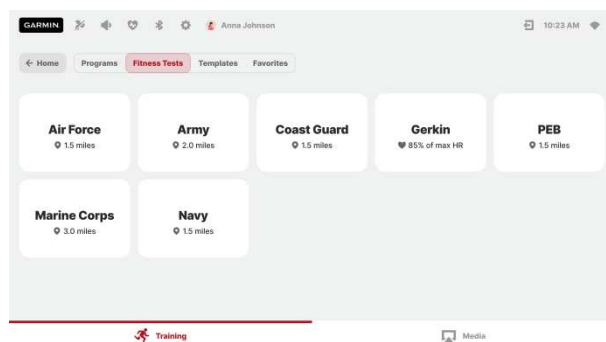 GARMIN Anna Johnson 10:23 AM
← Home Programs Fitness Tests Templates Favorites
Air Force Army Coast Guard Gerkin PEB
1.5 miles 2.0 miles 1.5 miles 85% of max HR 1.5 miles
Marine Corps Navy
3.0 miles 1.5 miles
Training Media